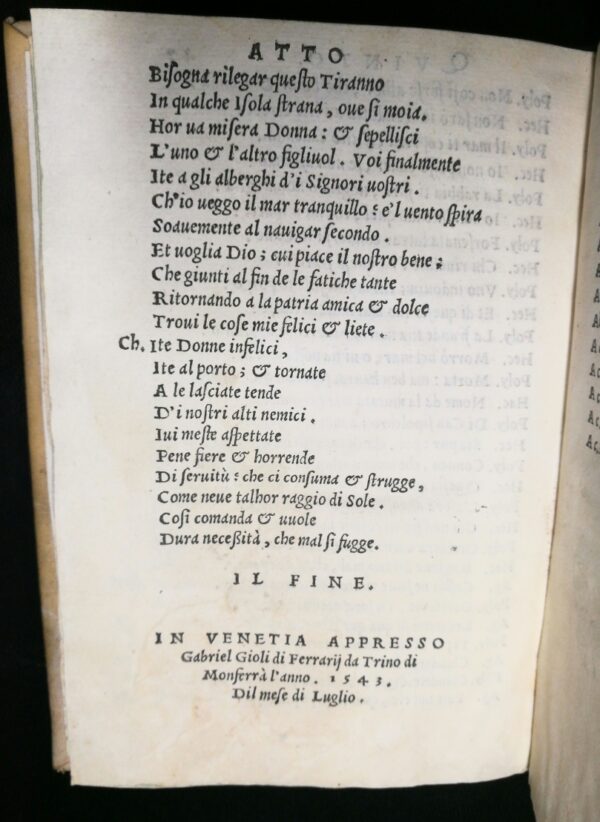 ATTO
Bisogna rilegar questo Tiranno
In qualche Isola strana, oue si moia.
Hor ua misera Donna: & sepellisci
L'uno & l'altro figliuol. Voi finalmente
Ite a gli alberghi d'i Signori uostri.
Ch'io ueggo il mar tranquillo: e'l uento spira
Soauemente al nauigar secondo.
Et uoglia Dio; cui piace il nostro bene;
Che giunti al fin de le fatiche tante
Ritornando a la patria amica & dolce
Troui le cose mie felici & liete.
Ch. Ite Donne infelici,
Ite al porto; & tornate
A le lasciate tende
D'i nostri alti nemici.
Iui meste aspettate
Pene fiere & horrende
Di seruitù: che ci consuma & strugge,
Come neue talhor raggio di Sole.
Cosi comanda & uuole
Dura neceßità, che mal si fugge.
IL FINE.
IN VENETIA APPRESSO
Gabriel Gioli di Ferrarij da Trino di
Monferrà l'anno. 1543.
Dil mese di Luglio.